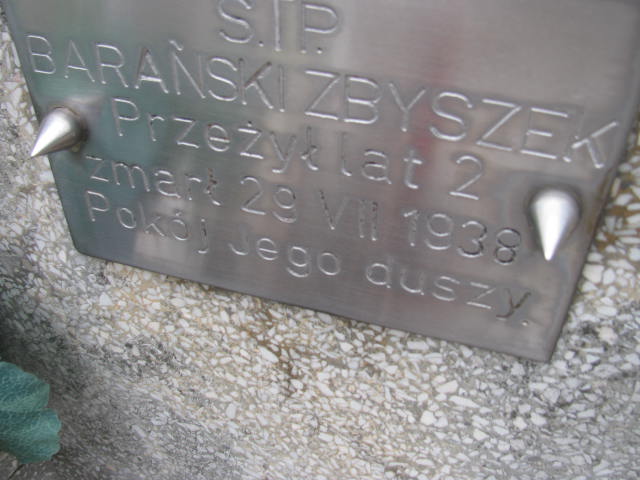 S.†P.
BARAŃSKI ZBYSZEK
Przeżył lat 2
zmarł 29 VII 1938
Pokój Jego duszy.